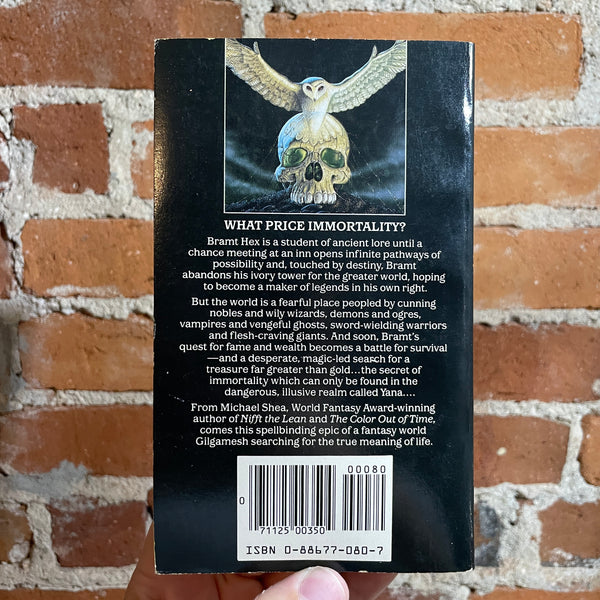 WHAT PRICE IMMORTALITY?
Bramt Hex is a student of ancient lore until a
chance meeting at an inn opens infinite pathways of
possibility and, touched by destiny, Bramt
abandons his ivory tower for the greater world, hoping
to become a maker of legends in his own right.
But the world is a fearful place peopled by cunning
nobles and wily wizards, demons and ogres,
vampires and vengeful ghosts, sword-wielding warriors
and flesh-craving giants. And soon, Bramt's
quest for fame and wealth becomes a battle for survival
—and a desperate, magic-led search for a
treasure far greater than gold...the secret of
immortality which can only be found in the
dangerous, illusive realm called Yana....
From Michael Shea, World Fantasy Award-winning
author of Nifft the Lean and The Color Out of Time,
comes this spellbinding epic of a fantasy world
Gilgamesh searching for the true meaning of life.
00080
0
71125 00350
ISBN 0-88677-080-7